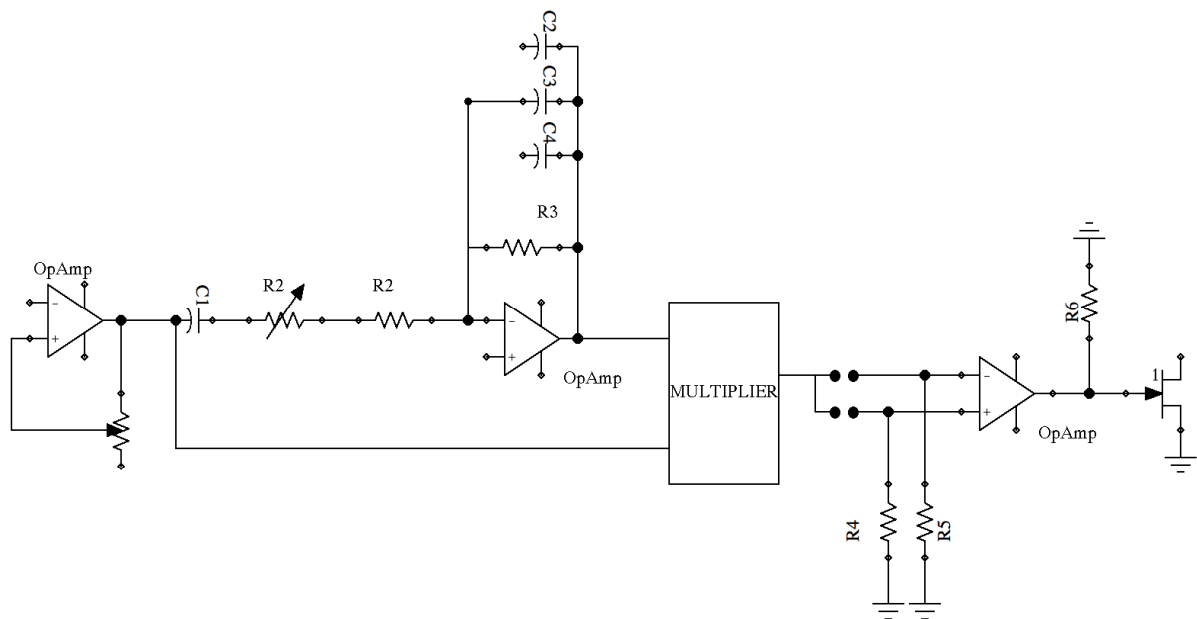 C2
C3
C4
R3
OpAmp
-
+
C1
R2
R2
-
+
OpAmp
MULTIPLIER
-
+
OpAmp
R4
R5
R6
1